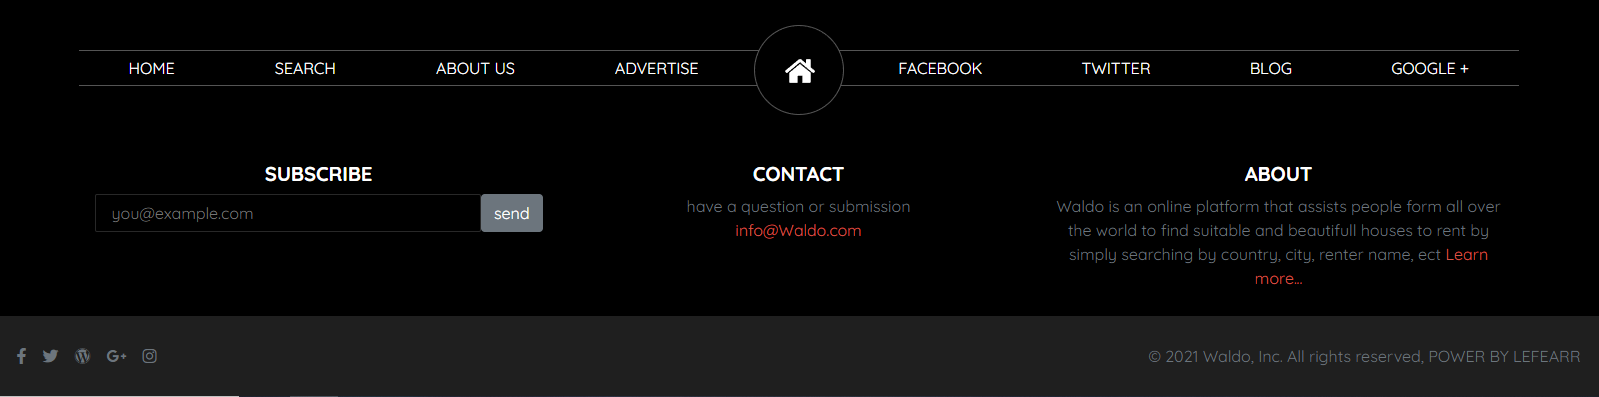 HOME SEARCH ABOUT US ADVERTISE FACEBOOK TWITTER BLOG GOOGLE +
SUBSCRIBE
you@example.com send
CONTACT
have a question or submission
info@Waldo.com
ABOUT
Waldo is an online platform that assists people form all over
the world to find suitable and beautifull houses to rent by
simply searching by country, city, renter name, ect Learn
more...
© 2021 Waldo, Inc. All rights reserved, POWER BY LEFEARR